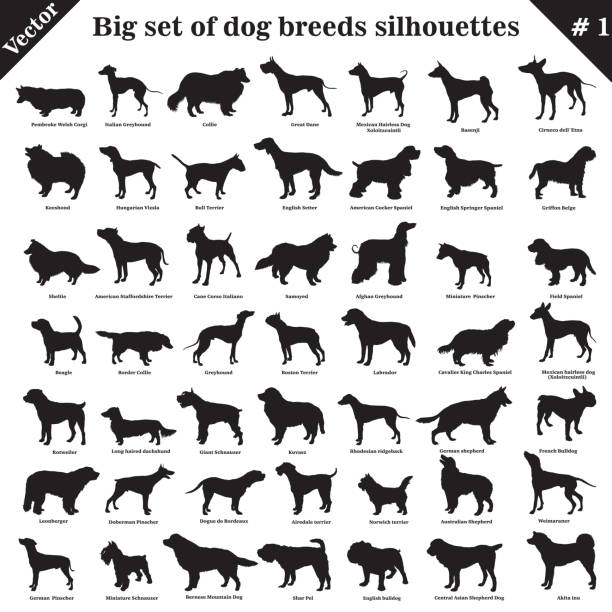 Vector
Big set of dog breeds silhouettes
# 1
Pembroke Welsh Corgi
Italian Greyhound
Collie
Great Dane
Mexican Hairless Dog
Xoloitzcuintli
Basenji
Cirneco dell`Etna
Keeshond
Hungarian Vizsla
Bull Terrier
English Setter
American Cocker Spaniel
English Springer Spaniel
Griffon Belge
Sheltie
American Staffordshire Terrier
Cane Corso Italiano
Samoyed
Afghan Greyhound
Miniature Pinscher
Field Spaniel
Beagle
Border Collie
Greyhound
Boston Terrier
Labrador
Cavalier King Charles Spaniel
Mexican hairless dog
(Xoloitzcuintil)
Rotweiler
Long haired dachshund
Giant Schnauzer
Kuvasz
Rhodesian ridgeback
German shepherd
French Bulldog
Leonberger
Doberman Pinscher
Dogue de Bordeaux
Airedale terrier
Norwich terrier
Australian Shepherd
Weimaraner
German Pinscher
Miniature Schnauzer
Bernese Mountain Dog
Shar Pei
English bulldog
Central Asian Shepherd Dog
Akita inu